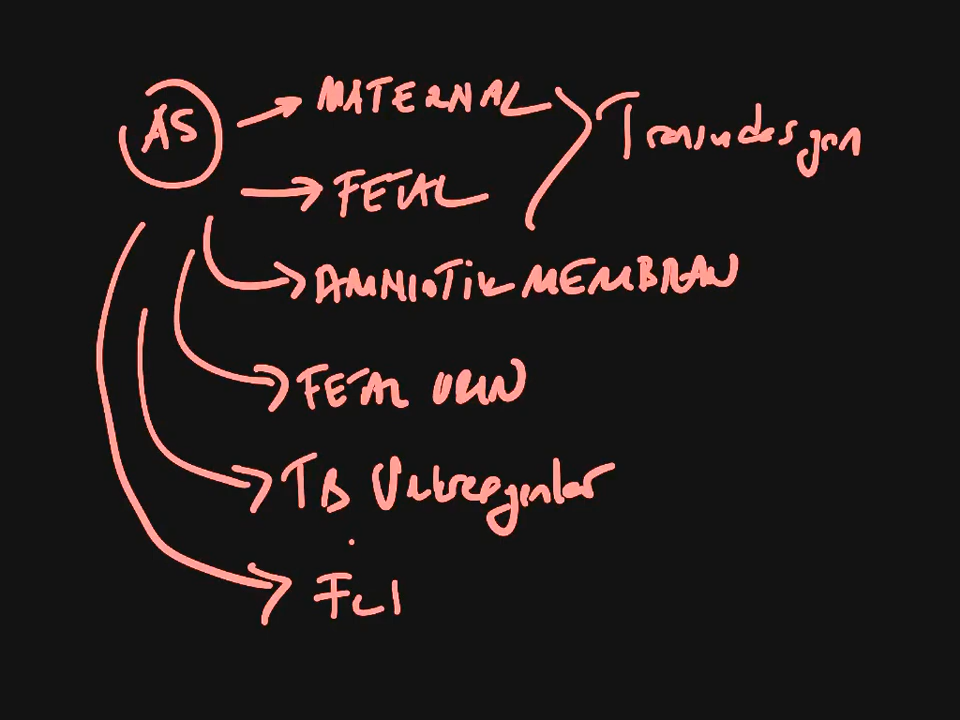 AS
MATERNAL
Transudasyon
FETAL
AMNIOTIK MEMBRAN
FETAL URIN
TB